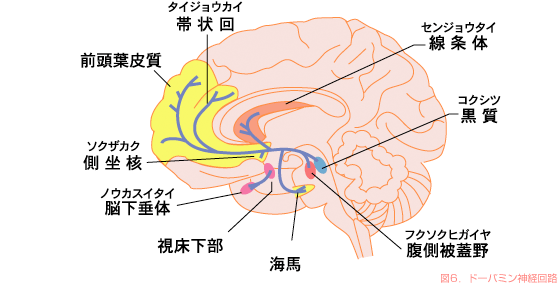 タイジョウカイ
帯状回
前頭葉皮質
センジョウタイ
線条体
コクシツ
黒質
ソクザカク
側坐核
ノウカスイタイ
脳下垂体
視床下部
海馬
フクソクヒガイヤ
腹側被蓋野
図6．ドーパミン神経回路